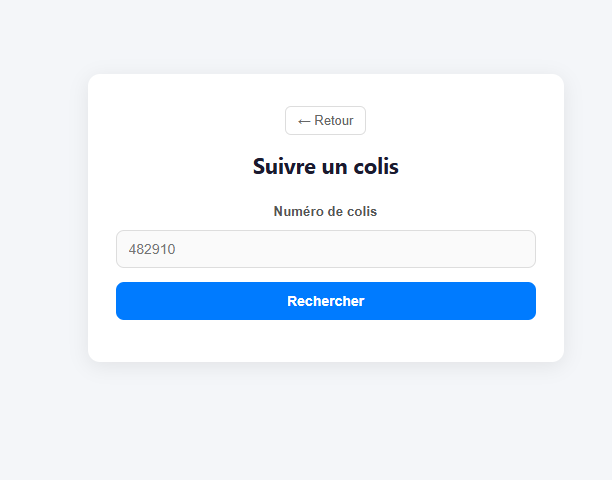 ← Retour
Suivre un colis
Numéro de colis
482910
Rechercher